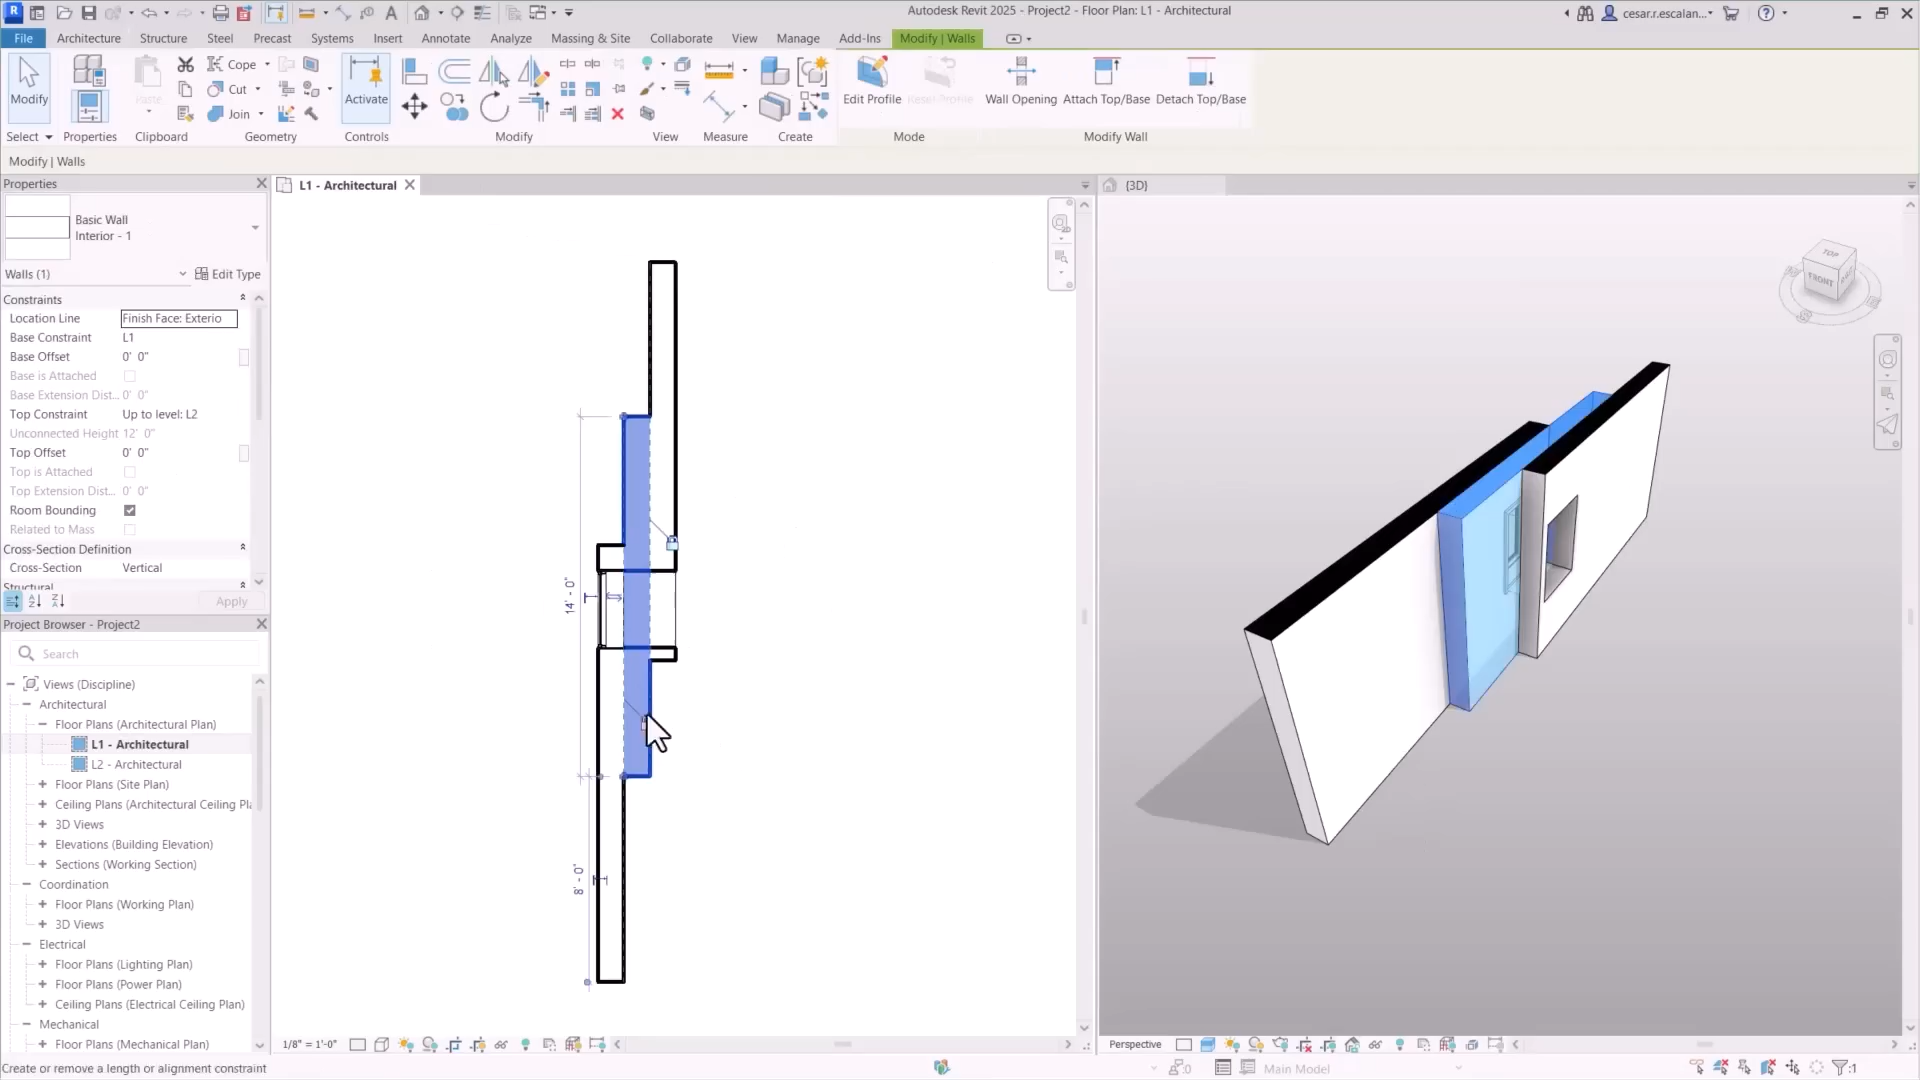 Autodesk Revit 2025 - Project2 - Floor Plan: L1 - Architectural
cesar.r.escalan...
File
Architecture
Structure
Steel
Precast
Systems
Insert
Annotate
Analyze
Massing & Site
Collaborate
View
Manage
Add-Ins
Modify | Walls
Modify
Paste
Cope
Cut
Join
Activate
Edit Profile
Reset Profile
Wall Opening
Attach Top/Base
Detach Top/Base
Select
Properties
Clipboard
Geometry
Controls
Modify
View
Measure
Create
Mode
Modify Wall
Modify | Walls
Properties
Basic Wall
Interior - 1
Walls (1)
Edit Type
Constraints
Location Line
Finish Face: Exterio
Base Constraint
L1
Base Offset
0' 0"
Base is Attached
Base Extension Dist...
0' 0"
Top Constraint
Up to level: L2
Unconnected Height
12' 0"
Top Offset
0' 0"
Top is Attached
Top Extension Dist...
0' 0"
Room Bounding
Related to Mass
Cross-Section Definition
Cross-Section
Vertical
Structural
Apply
Project Browser - Project2
Search
Views (Discipline)
Architectural
Floor Plans (Architectural Plan)
L1 - Architectural
L2 - Architectural
Floor Plans (Site Plan)
Ceiling Plans (Architectural Ceiling Pla
3D Views
Elevations (Building Elevation)
Sections (Working Section)
Coordination
Floor Plans (Working Plan)
3D Views
Electrical
Floor Plans (Lighting Plan)
Floor Plans (Power Plan)
Ceiling Plans (Electrical Ceiling Plan)
Mechanical
Floor Plans (Mechanical Plan)
L1 - Architectural
14' - 0"
8' - 0"
1/8" = 1'-0"
{3D}
TOP
FRONT
Perspective
Create or remove a length or alignment constraint
:0
Main Model
:1